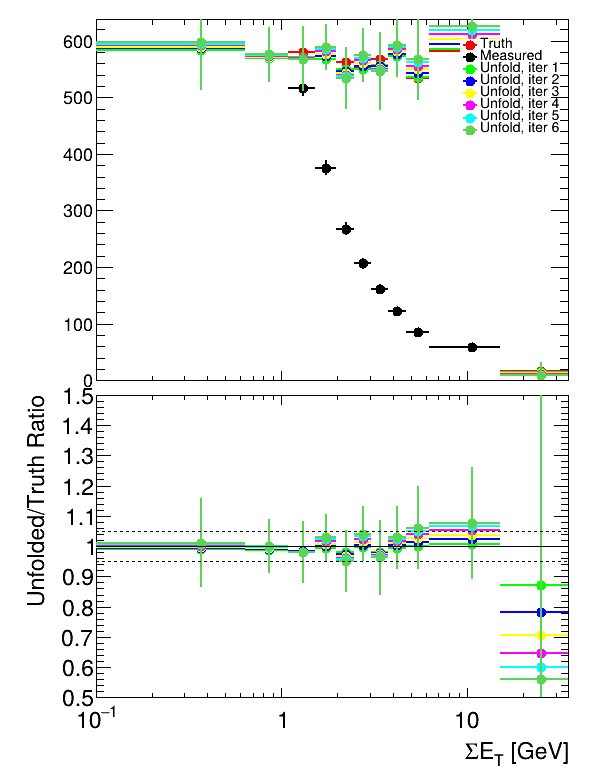 600
500
400
300
200
100
0
Truth
Measured
Unfold, iter 1
Unfold, iter 2
Unfold, iter 3
Unfold, iter 4
Unfold, iter 5
Unfold, iter 6
Unfolded/Truth Ratio
1.5
1.4
1.3
1.2
1.1
1
0.9
0.8
0.7
0.6
0.5
10⁻¹ 1 10
ΣE_T [GeV]